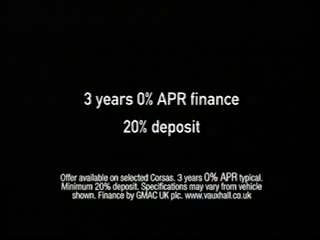 3 years 0% APR finance
20% deposit
Offer available on selected Corsas. 3 years 0% APR typical.
Minimum 20% deposit. Specifications may vary from vehicle
shown. Finance by GMAC UK plc. www.vauxhall.co.uk